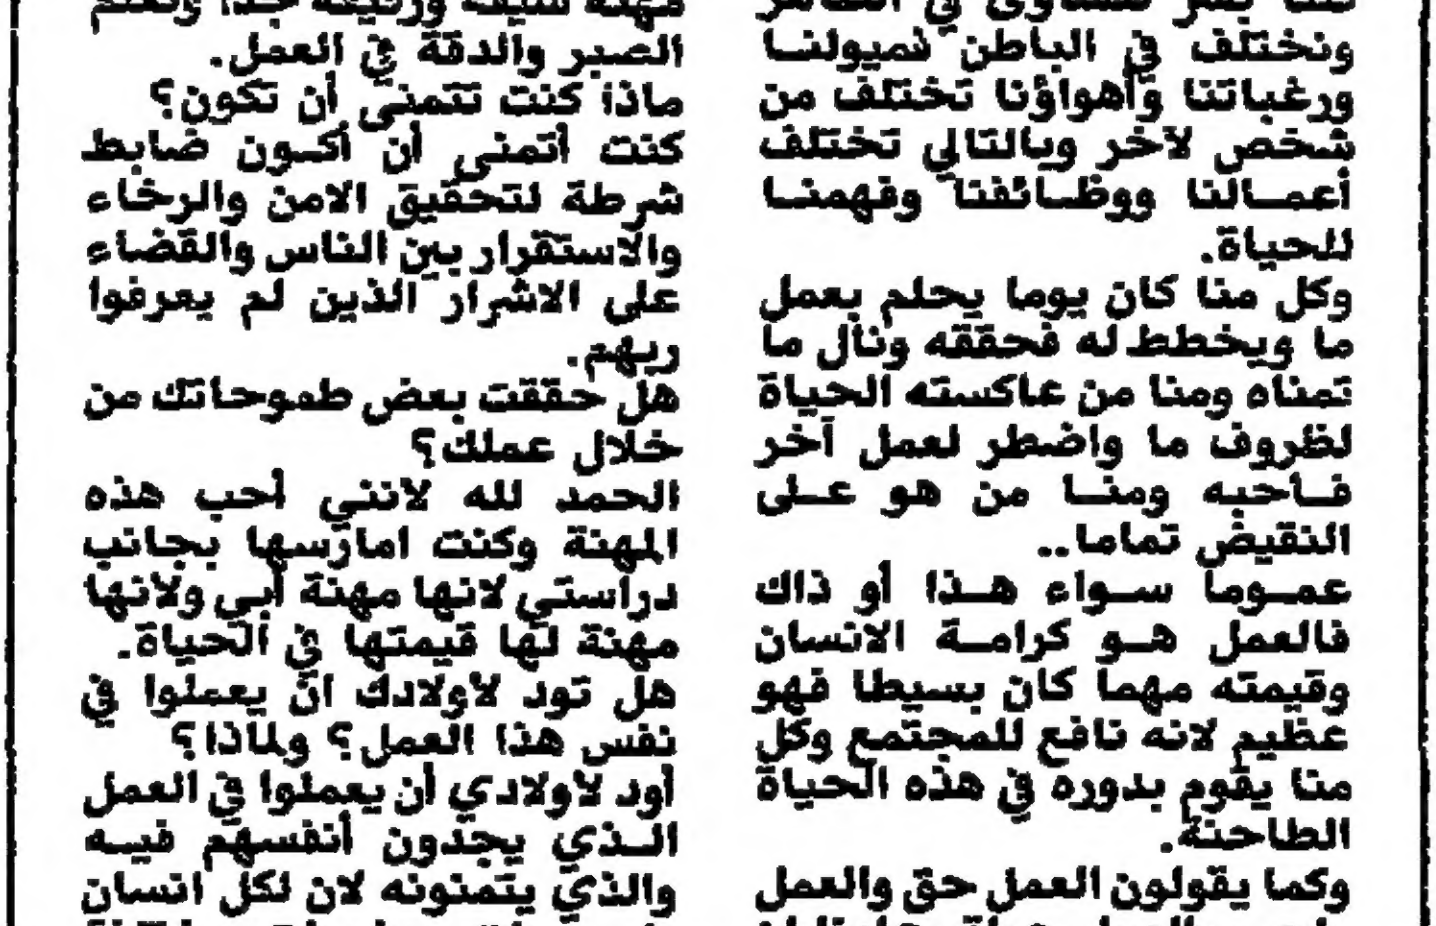 ونختلف في الباطن فميولنا
ورغباتنا وأهواؤنا تختلف من
شخص لآخر وبالتالي تختلف
أعمالنا ووظائفنا وفهمنا
للحياة.
وكل منا كان يوما يحلم بعمل
ما ويخطط له فحققه ونال ما
تمناه ومنا من عاكسته الحياة
لظروف ما واضطر لعمل آخر
فأحبه ومنا من هو على
النقيض تماما..
عموما سواء هذا أو ذاك
فالعمل هو كرامة الانسان
وقيمته مهما كان بسيطا فهو
عظيم لانه نافع للمجتمع وكل
منا يقوم بدوره في هذه الحياة
الطاحنة.
وكما يقولون العمل حق والعمل
الصبر والدقة في العمل.
ماذا كنت تتمنى أن تكون؟
كنت أتمنى أن أكون ضابط
شرطة لتحقيق الامن والرخاء
والاستقرار بين الناس والقضاء
على الاشرار الذين لم يعرفوا
ربهم.
هل حققت بعض طموحاتك من
خلال عملك؟
الحمد لله لانني أحب هذه
المهنة وكنت امارسها بجانب
دراستي لانها مهنة أبي ولانها
مهنة لها قيمتها في الحياة.
هل تود لأولادك ان يعملوا في
نفس هذا العمل؟ ولماذا؟
أود لأولادي أن يعملوا في العمل
الذي يجدون أنفسهم فيه
والذي يتمنونه لان لكل انسان